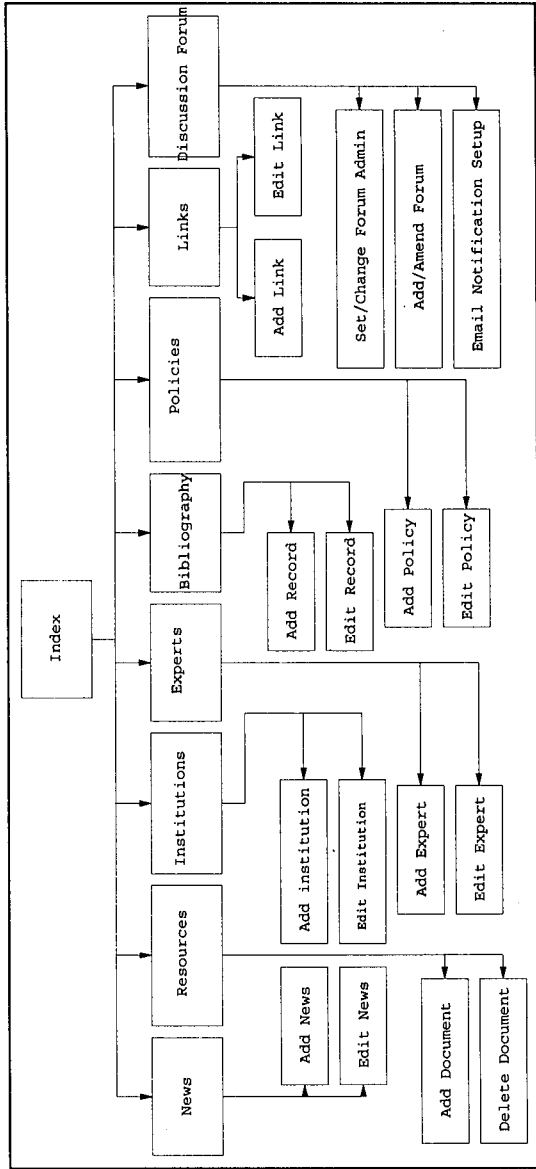 Index
News
Resources
Institutions
Experts
Bibliography
Policies
Links
Discussion Forum
Add News
Edit News
Add Document
Delete Document
Add institution
Edit Institution
Add Expert
Edit Expert
Add Record
Edit Record
Add Policy
Edit Policy
Add Link
Edit Link
Set/Change Forum Admin
Add/Amend Forum
Email Notification Setup